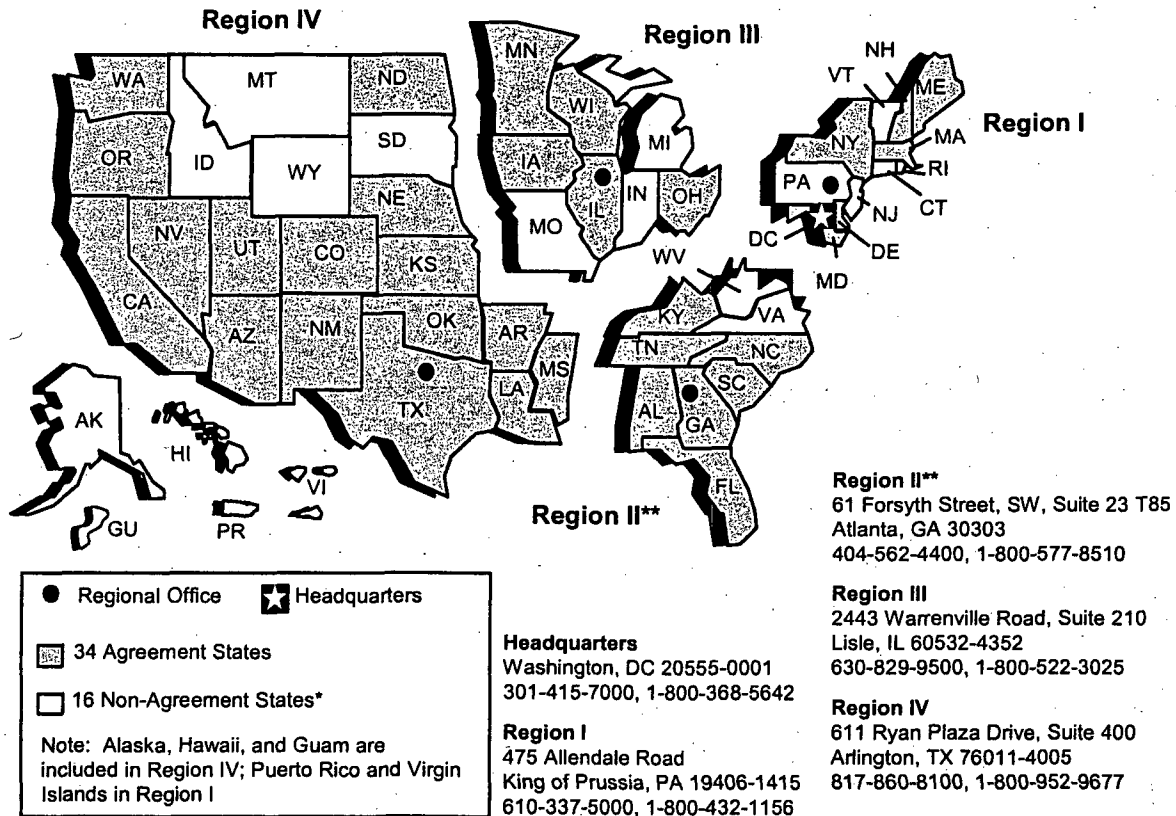 Region IV
Region III
Region I
WA
MT
ND
OR
ID
WY
SD
NE
NV
UT
CO
KS
CA
AZ
NM
OK
TX
AR
LA
MS
AK
HI
GU
PR
VI
MN
WI
IA
IL
MO
MI
IN
OH
NH
VT
ME
NY
MA
RI
CT
PA
NJ
DE
DC
MD
WV
KY
VA
TN
NC
SC
AL
GA
FL
Region II**
Regional Office
Headquarters
34 Agreement States
16 Non-Agreement States*
Note: Alaska, Hawaii, and Guam are
included in Region IV; Puerto Rico and Virgin
Islands in Region I
Headquarters
Washington, DC 20555-0001
301-415-7000, 1-800-368-5642
Region I
475 Allendale Road
King of Prussia, PA 19406-1415
610-337-5000, 1-800-432-1156
Region II**
61 Forsyth Street, SW, Suite 23 T85
Atlanta, GA 30303
404-562-4400, 1-800-577-8510
Region III
2443 Warrenville Road, Suite 210
Lisle, IL 60532-4352
630-829-9500, 1-800-522-3025
Region IV
611 Ryan Plaza Drive, Suite 400
Arlington, TX 76011-4005
817-860-8100, 1-800-952-9677